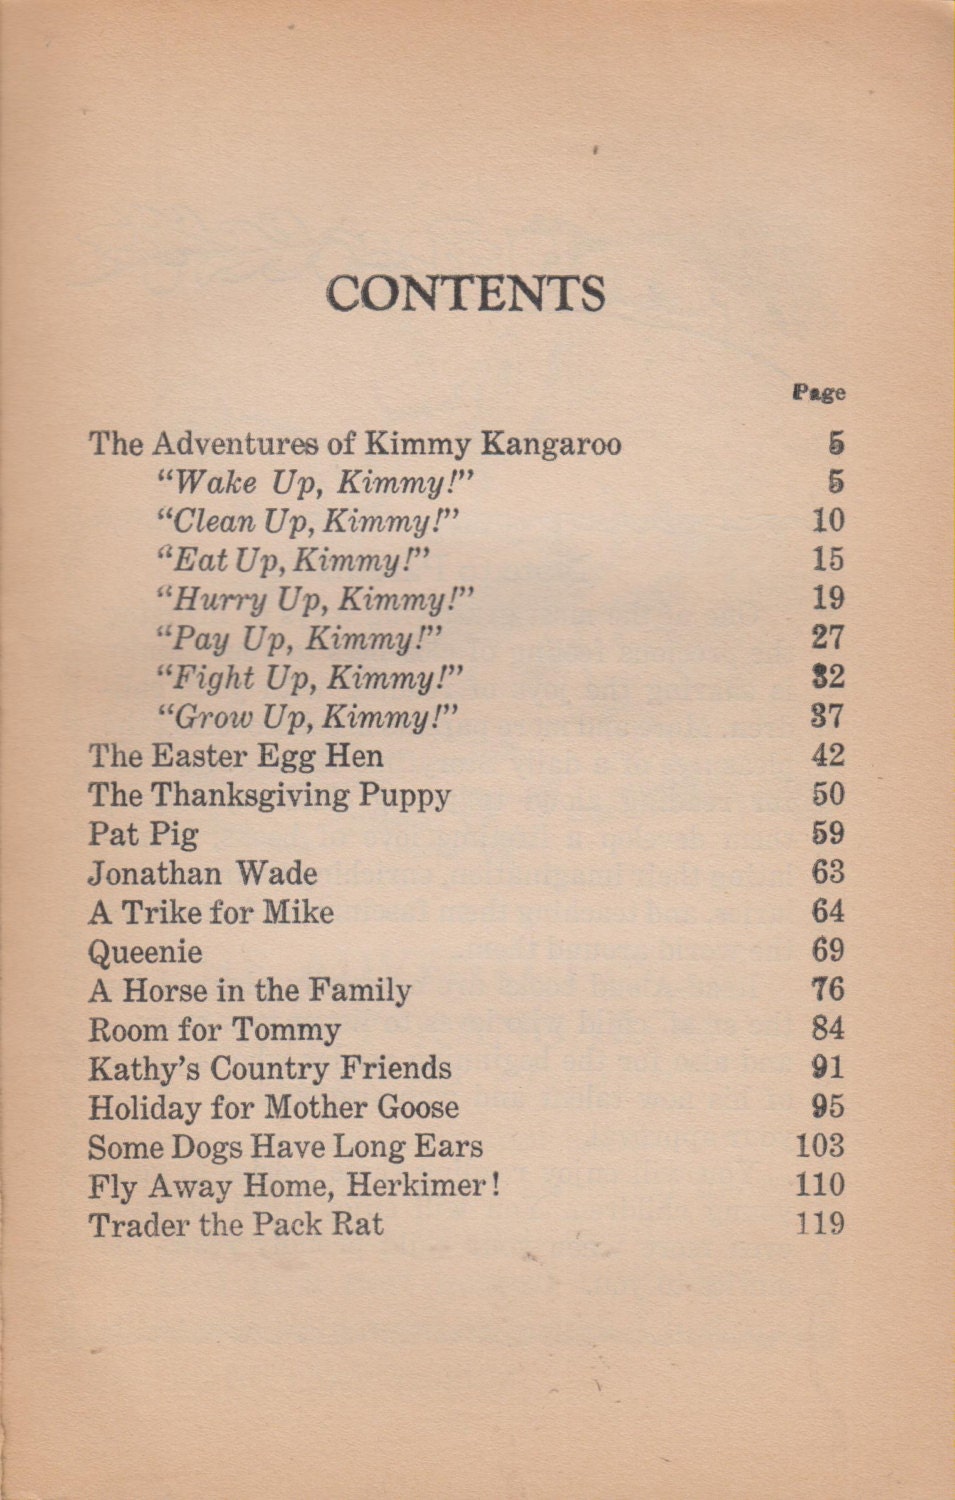 CONTENTS
Page
The Adventures of Kimmy Kangaroo 5
“Wake Up, Kimmy!” 5
“Clean Up, Kimmy!” 10
“Eat Up, Kimmy!” 15
“Hurry Up, Kimmy!” 19
“Pay Up, Kimmy!” 27
“Fight Up, Kimmy!” 32
“Grow Up, Kimmy!” 37
The Easter Egg Hen 42
The Thanksgiving Puppy 50
Pat Pig 59
Jonathan Wade 63
A Trike for Mike 64
Queenie 69
A Horse in the Family 76
Room for Tommy 84
Kathy’s Country Friends 91
Holiday for Mother Goose 95
Some Dogs Have Long Ears 103
Fly Away Home, Herkimer! 110
Trader the Pack Rat 119